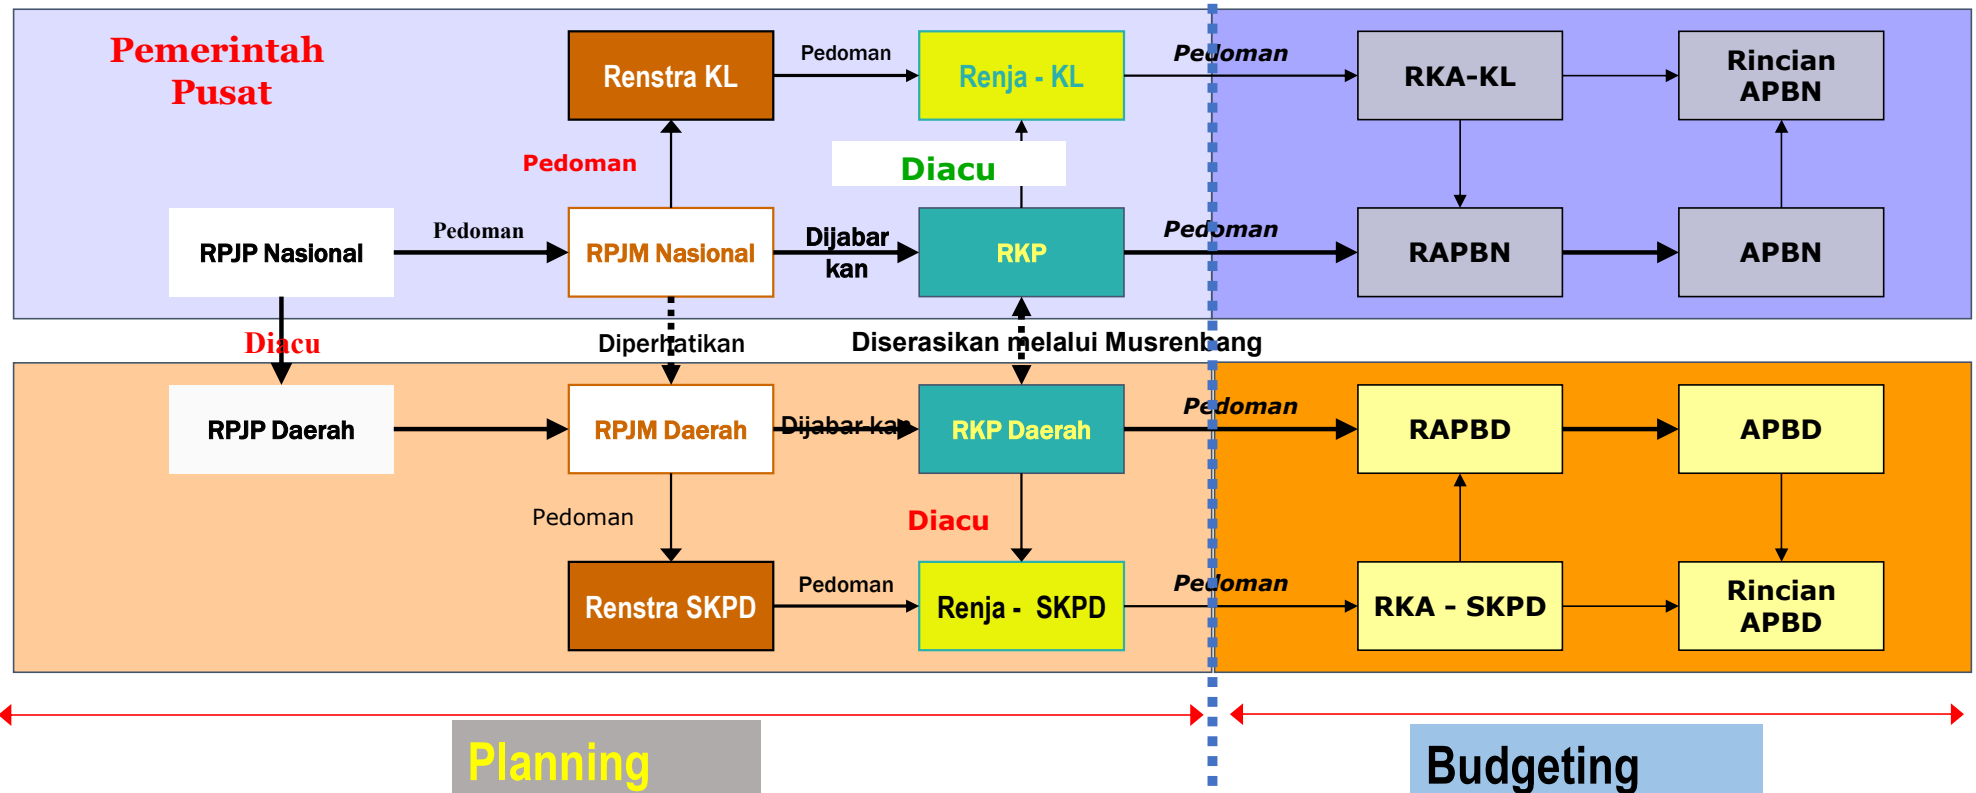 Pemerintah
Pusat
Renstra KL
Pedoman
Renja - KL
Pedoman
RKA-KL
Rincian
APBN
Pedoman
Diacu
RPJP Nasional
Pedoman
RPJM Nasional
Dijabar
kan
RKP
Pedoman
RAPBN
APBN
Diacu
Diperhatikan
Diserasikan melalui Musrenbang
RPJP Daerah
RPJM Daerah
Dijabar-kan
RKP Daerah
Pedoman
RAPBD
APBD
Pedoman
Diacu
Renstra SKPD
Pedoman
Renja - SKPD
Pedoman
RKA - SKPD
Rincian
APBD
Planning
Budgeting